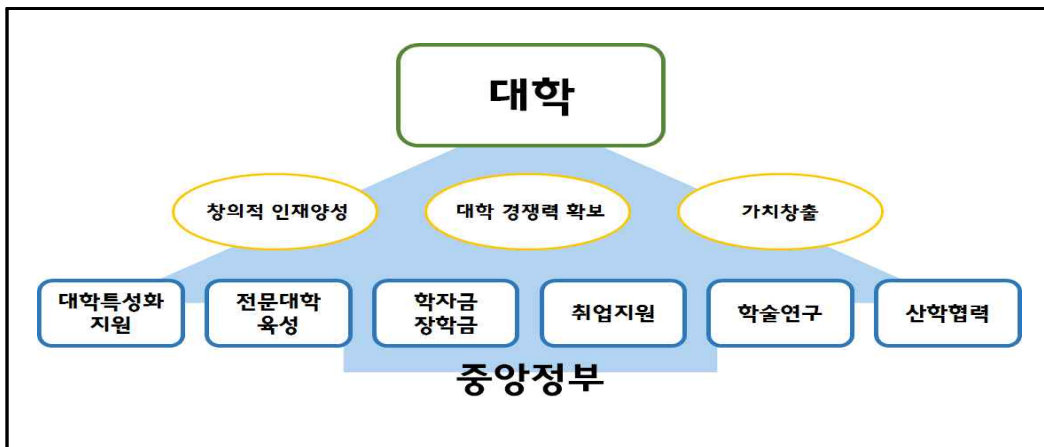 대학
창의적 인재양성
대학 경쟁력 확보
가치창출
대학특성화
지원
전문대학
육성
학자금
장학금
취업지원
학술연구
산학협력
중앙정부